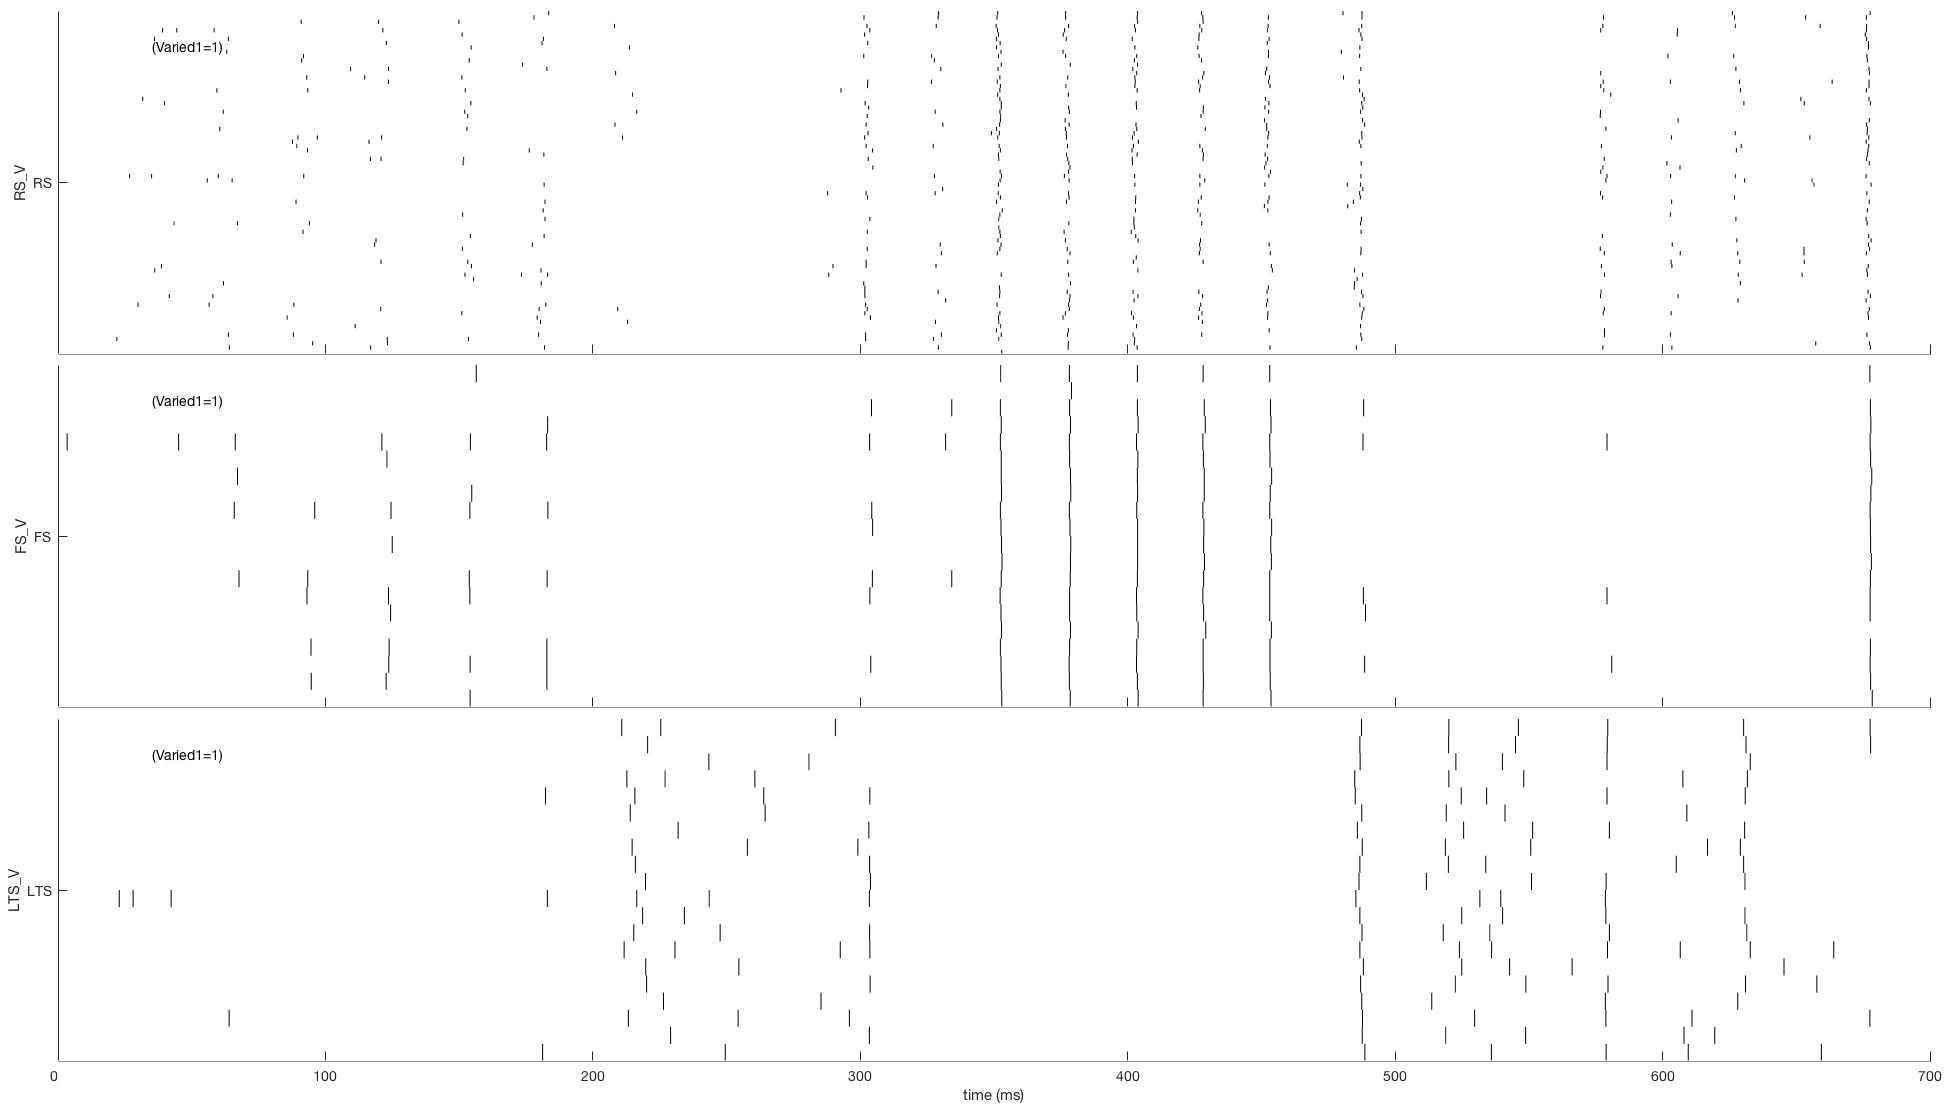 (Varied1=1)
RS_V
RS
(Varied1=1)
FS_V
FS
(Varied1=1)
LTS_V
LTS
0 100 200 300 400 500 600 700
time (ms)